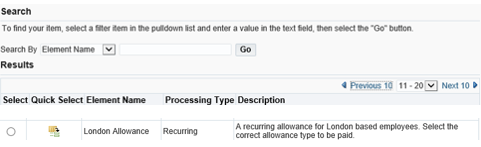 Search
To find your item, select a filter item in the pulldown list and enter a value in the text field, then select the "Go" button.
Search By Element Name Go
Results
Previous 10 11 - 20 Next 10
Select Quick Select Element Name Processing Type Description
London Allowance Recurring A recurring allowance for London based employees. Select the
correct allowance type to be paid.